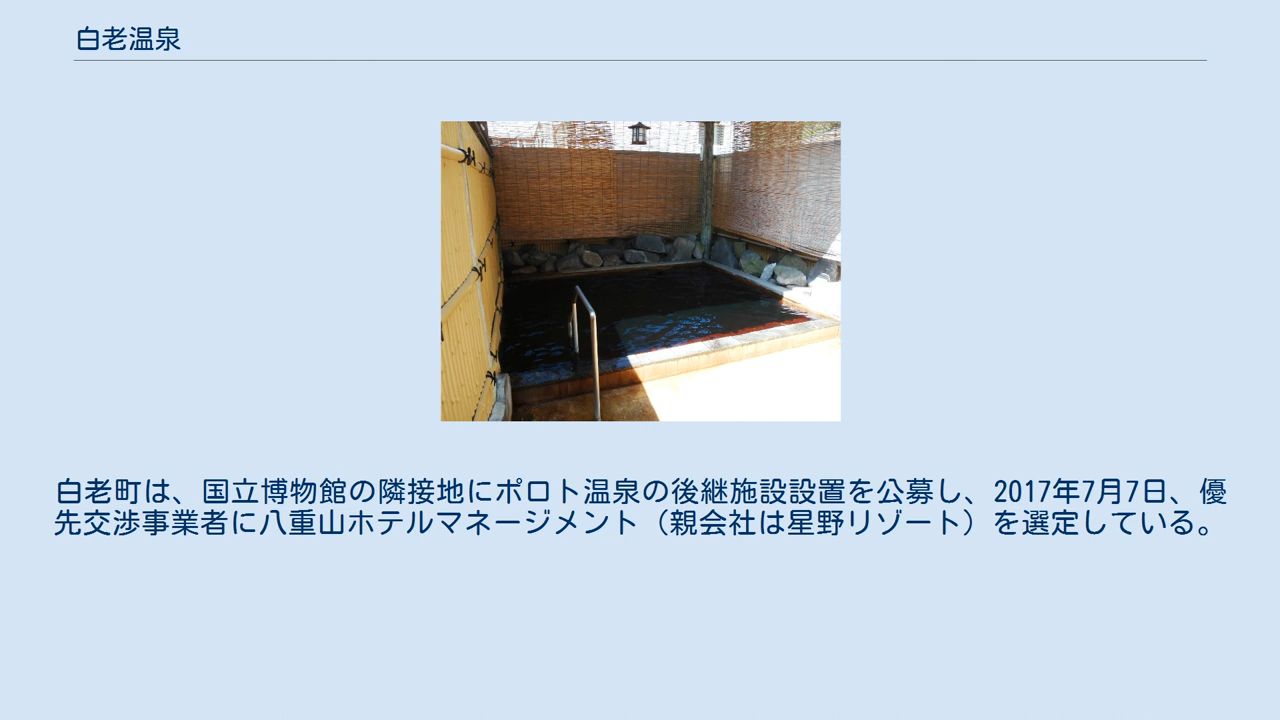 白老温泉
白老町は、国立博物館の隣接地にポロト温泉の後継施設設置を公募し、2017年7月7日、優
先交渉事業者に八重山ホテルマネージメント（親会社は星野リゾート）を選定している。